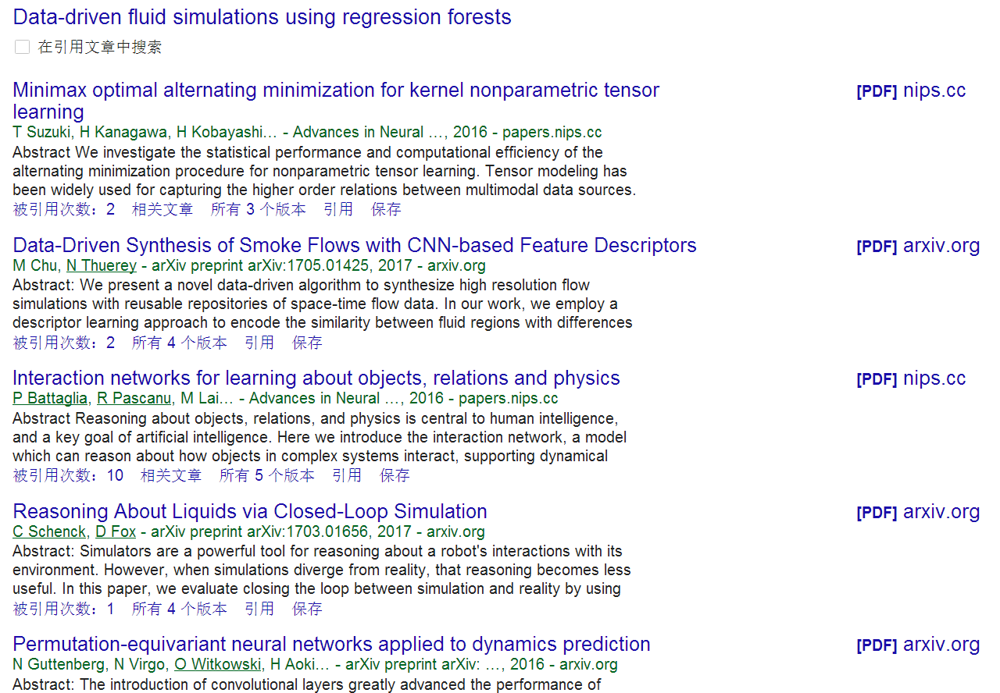 Data-driven fluid simulations using regression forests
在引用文章中搜索
Minimax optimal alternating minimization for kernel nonparametric tensor
learning
[PDF] nips.cc
T Suzuki, H Kanagawa, H Kobayashi… - Advances in Neural …, 2016 - papers.nips.cc
Abstract We investigate the statistical performance and computational efficiency of the
alternating minimization procedure for nonparametric tensor learning. Tensor modeling has
been widely used for capturing the higher order relations between multimodal data sources.
被引用次数：2 相关文章 所有 3 个版本 引用 保存
Data-Driven Synthesis of Smoke Flows with CNN-based Feature Descriptors
[PDF] arxiv.org
M Chu, N Thuerey - arXiv preprint arXiv:1705.01425, 2017 - arxiv.org
Abstract: We present a novel data-driven algorithm to synthesize high resolution flow
simulations with reusable repositories of space-time flow data. In our work, we employ a
descriptor learning approach to encode the similarity between fluid regions with differences
被引用次数：2 所有 4 个版本 引用 保存
Interaction networks for learning about objects, relations and physics
[PDF] nips.cc
P Battaglia, R Pascanu, M Lai… - Advances in Neural …, 2016 - papers.nips.cc
Abstract Reasoning about objects, relations, and physics is central to human intelligence,
and a key goal of artificial intelligence. Here we introduce the interaction network, a model
which can reason about how objects in complex systems interact, supporting dynamical
被引用次数：10 相关文章 所有 5 个版本 引用 保存
Reasoning About Liquids via Closed-Loop Simulation
[PDF] arxiv.org
C Schenck, D Fox - arXiv preprint arXiv:1703.01656, 2017 - arxiv.org
Abstract: Simulators are a powerful tool for reasoning about a robot's interactions with its
environment. However, when simulations diverge from reality, that reasoning becomes less
useful. In this paper, we evaluate closing the loop between simulation and reality by using
被引用次数：1 所有 4 个版本 引用 保存
Permutation-equivariant neural networks applied to dynamics prediction
[PDF] arxiv.org
N Guttenberg, N Virgo, O Witkowski, H Aoki… - arXiv preprint arXiv: …, 2016 - arxiv.org
Abstract: The introduction of convolutional layers greatly advanced the performance of